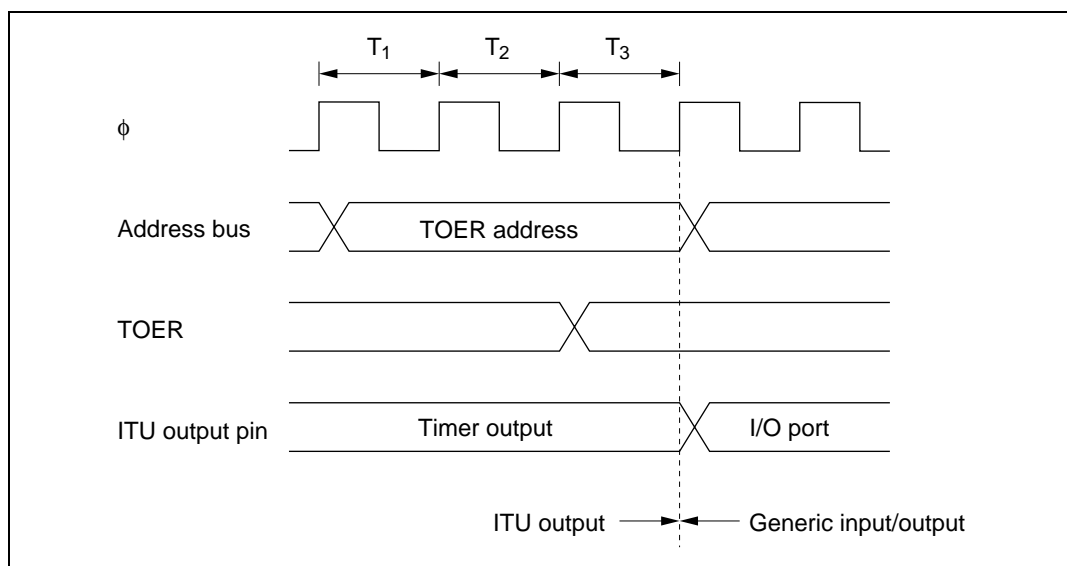 T1 T2 T3
ϕ
Address bus
TOER address
TOER
ITU output pin
Timer output
I/O port
ITU output
Generic input/output